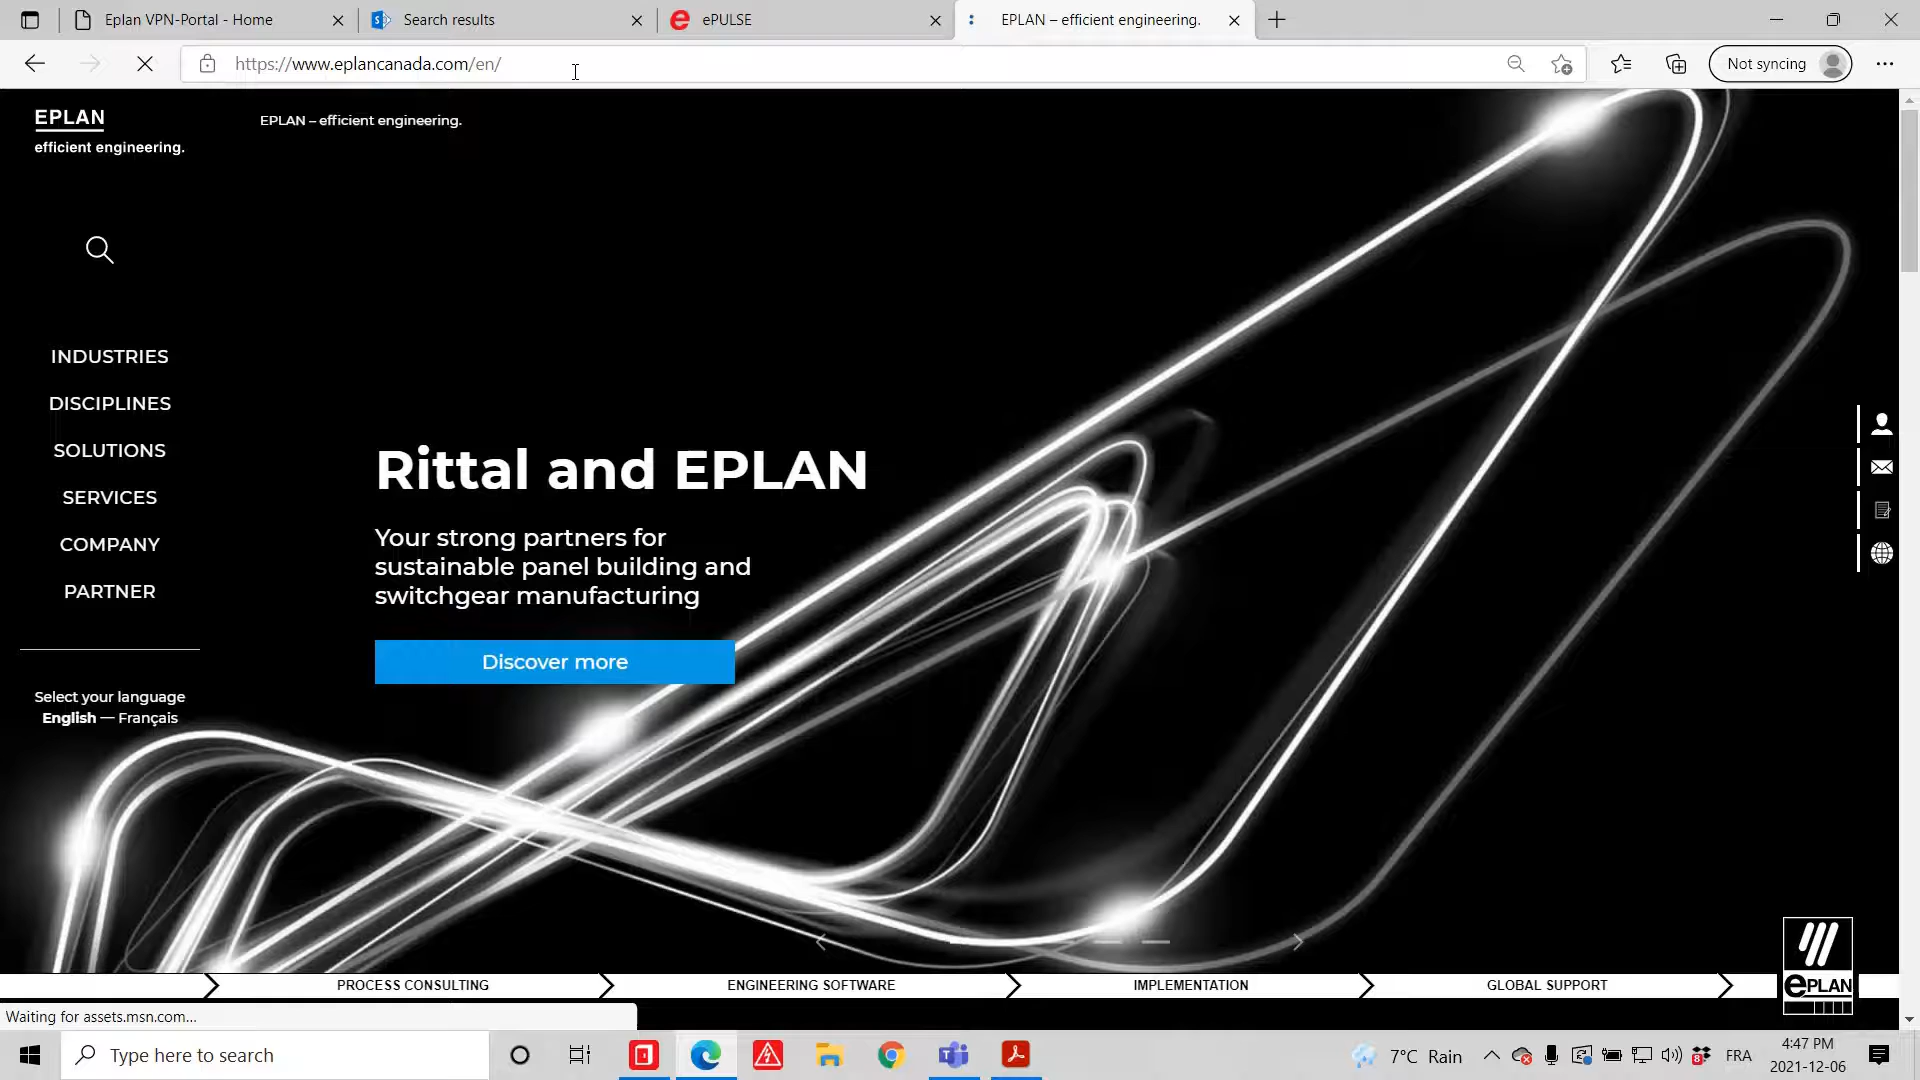 Eplan VPN-Portal - Home
Search results
ePULSE
EPLAN – efficient engineering.
https://www.eplancanada.com/en/
Not syncing
EPLAN
efficient engineering.
EPLAN – efficient engineering.
INDUSTRIES
DISCIPLINES
SOLUTIONS
SERVICES
COMPANY
PARTNER
Select your language
English — Français
Rittal and EPLAN
Your strong partners for
sustainable panel building and
switchgear manufacturing
Discover more
PROCESS CONSULTING
ENGINEERING SOFTWARE
IMPLEMENTATION
GLOBAL SUPPORT
ePLAN
Waiting for assets.msn.com...
Type here to search
7°C Rain
FRA
4:47 PM
2021-12-06